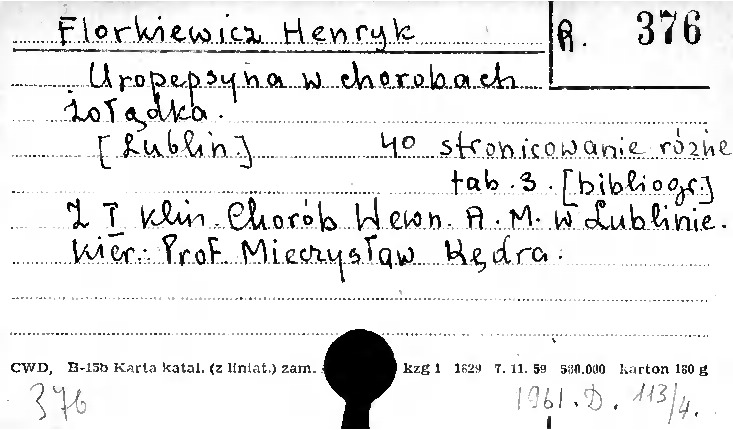 Florkiewicz Henryk
A. 376
Uropepsyna w chorobach
żołądka.
[Lublin] 4º stronicowanie różne
tab. 3. [bibliogr.]
Z I klin. Chorób Wewn. A. M. w Lublinie.
Kier. Prof. Mieczysław Kędra.
CWD, B-15b Karta katal. (z liniat.) zam. kzg 1 1829 7. 11. 59 580.000 karton 180 g
376 1961. D. 113/4.